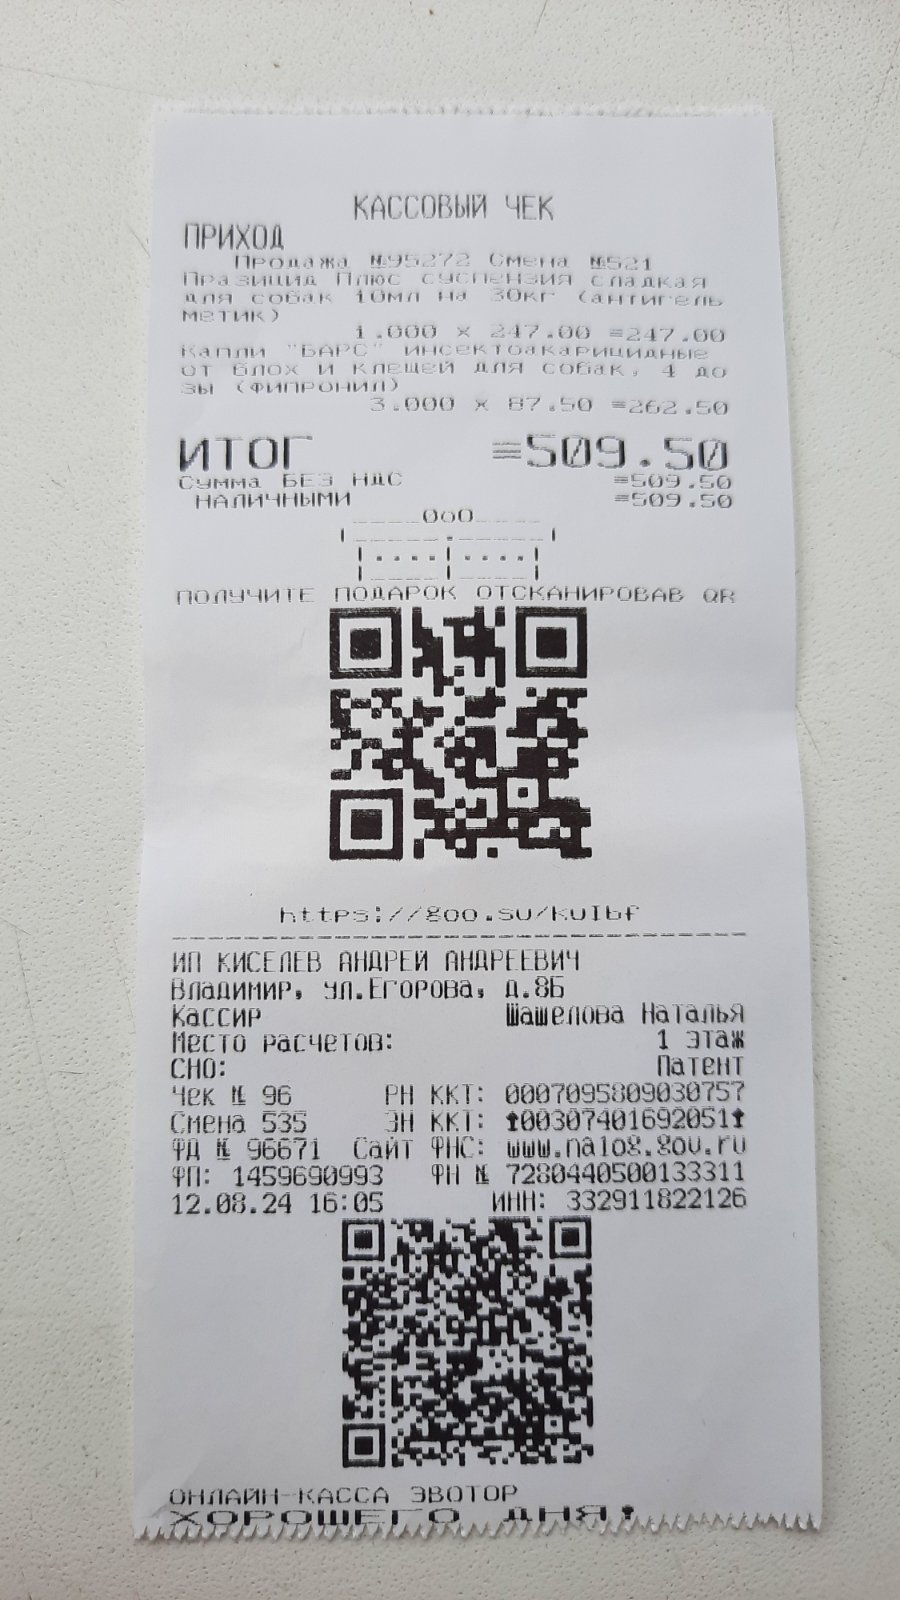 КАССОВЫЙ ЧЕК
ПРИХОД
Продажа №95272 Смена №521
Празицид Плюс суспензия сладкая
для собак 10мл на 30кг (антигель
метик)
1.000 x 247.00 =247.00
Капли "БАРС" инсектоакарицидные
от блох и клещей для собак, 4 до
зы (фипронил)
3.000 x 87.50 =262.50
ИТОГ =509.50
Сумма БЕЗ НДС =509.50
НАЛИЧНЫМИ =509.50
ПОЛУЧИТЕ ПОДАРОК ОТСКАНИРОВАВ QR
https://goo.su/kuIbf
ИП КИСЕЛЕВ АНДРЕЙ АНДРЕЕВИЧ
Владимир, ул.Егорова, д.8Б
Кассир Шашелова Наталья
Место расчетов: 1 этаж
СНО: Патент
Чек № 96 РН ККТ: 0007095809030757
Смена 535 ЗН ККТ: ↑00307401692051↑
ФД № 96671 Сайт ФНС: www.nalog.gov.ru
ФП: 1459690993 ФН № 7280440500133311
12.08.24 16:05 ИНН: 332911822126
ОНЛАЙН-КАССА ЭВОТОР
ХОРОШЕГО ДНЯ!